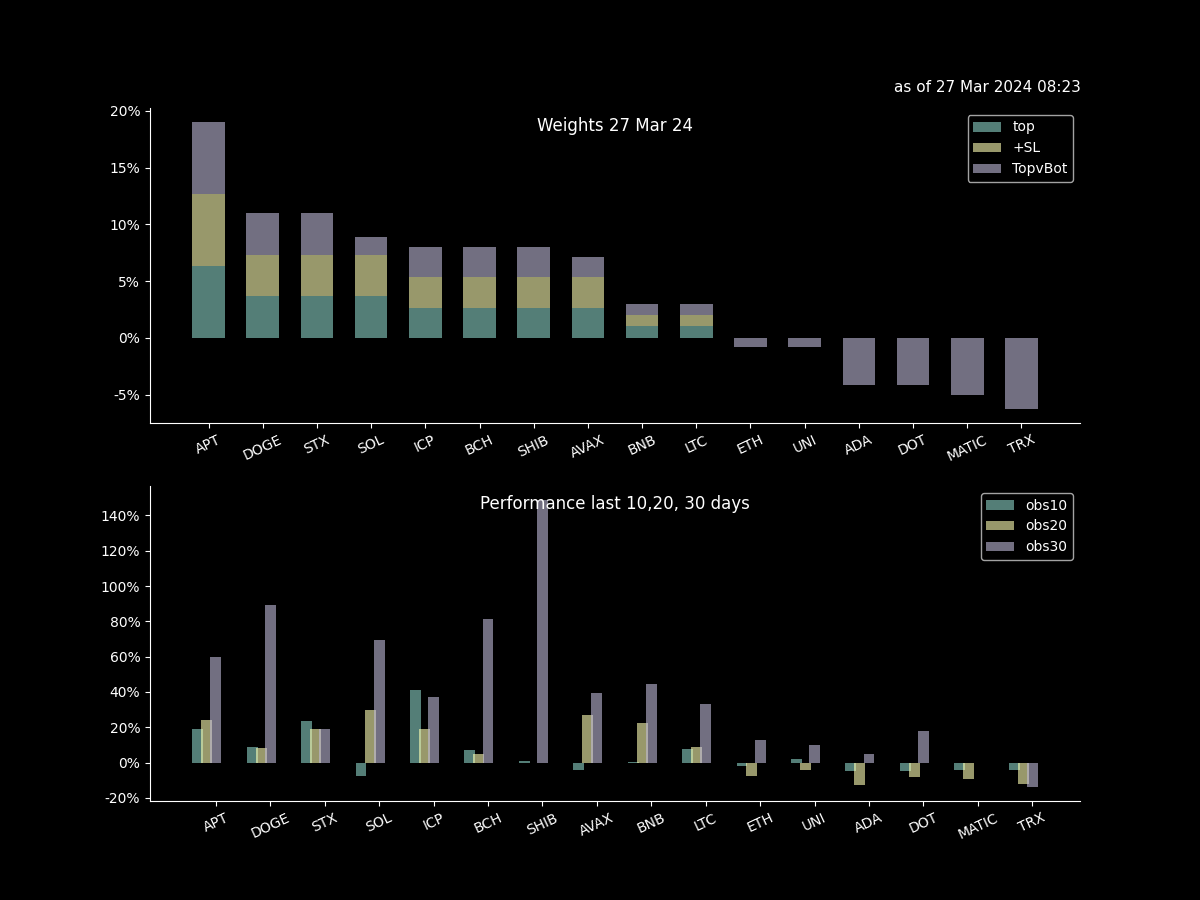 as of 27 Mar 2024 08:23
Weights 27 Mar 24
top
+SL
TopvBot
20%
15%
10%
5%
0%
-5%
APT DOGE STX SOL ICP BCH SHIB AVAX BNB LTC ETH UNI ADA DOT MATIC TRX
Performance last 10,20, 30 days
obs10
obs20
obs30
140%
120%
100%
80%
60%
40%
20%
0%
-20%
APT DOGE STX SOL ICP BCH SHIB AVAX BNB LTC ETH UNI ADA DOT MATIC TRX